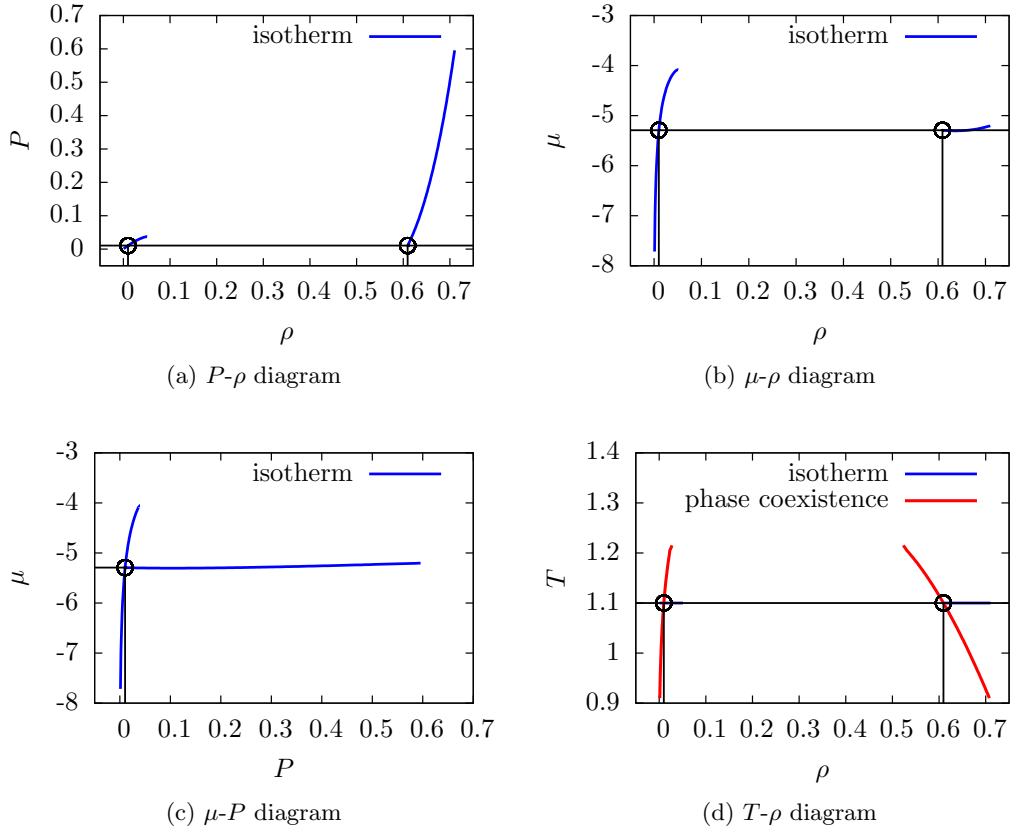 0.7
0.6
0.5
0.4
0.3
0.2
0.1
0
P
isotherm
0 0.1 0.2 0.3 0.4 0.5 0.6 0.7
ρ
(a) P-ρ diagram
-3
-4
-5
-6
-7
-8
μ
isotherm
0 0.1 0.2 0.3 0.4 0.5 0.6 0.7
ρ
(b) μ-ρ diagram
-3
-4
-5
-6
-7
-8
μ
isotherm
0 0.1 0.2 0.3 0.4 0.5 0.6 0.7
P
(c) μ-P diagram
1.4
1.3
1.2
1.1
1
0.9
T
isotherm
phase coexistence
0 0.1 0.2 0.3 0.4 0.5 0.6 0.7
ρ
(d) T-ρ diagram